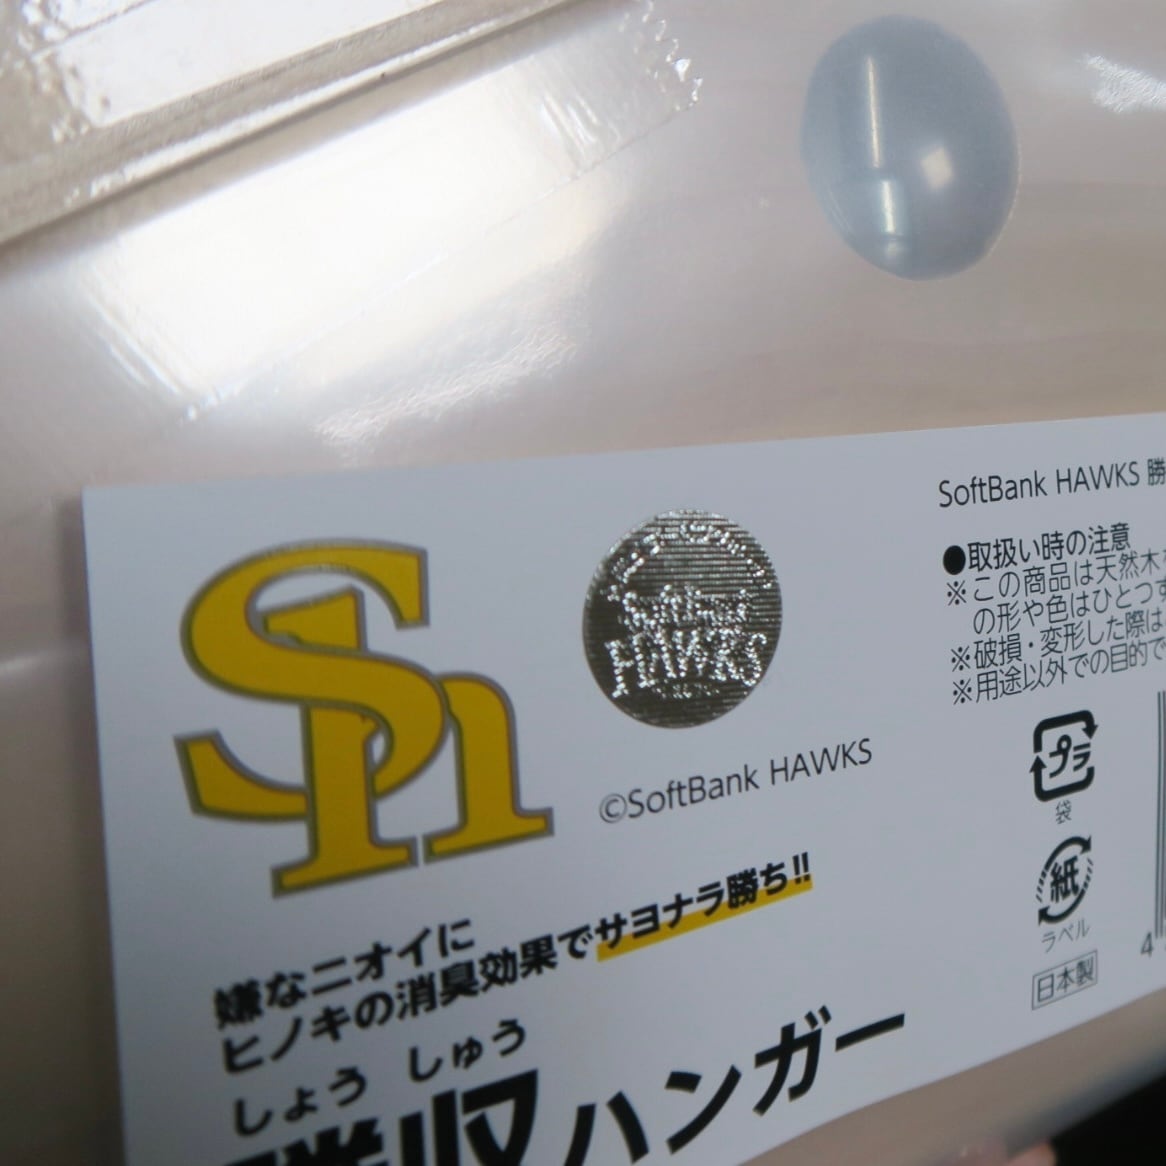 Sh
SoftBank
HAWKS
©SoftBank HAWKS
嫌なニオイに
ヒノキの消臭効果でサヨナラ勝ち!!
しょう しゅう
収ハンガー
SoftBank HAWKS 勝
●取扱い時の注意
※この商品は天然木
の形や色はひとつず
※破損・変形した際は
※用途以外での目的で
プラ
袋
紙
ラベル
日本製
4